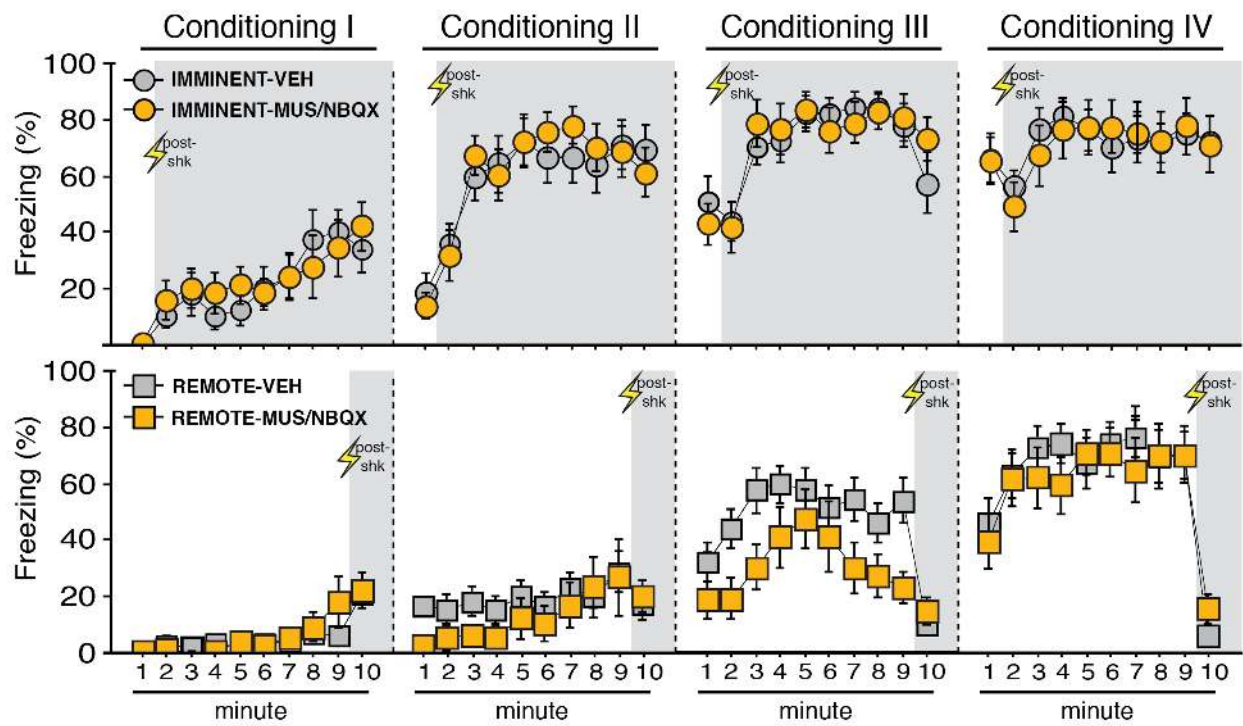 Conditioning I Conditioning II Conditioning III Conditioning IV
Freezing (%)
100
80
60
40
20
IMMINENT-VEH
IMMINENT-MUS/NBQX
post-
shk
post-
shk
post-
shk
post-
shk
Freezing (%)
100
80
60
40
20
0
REMOTE-VEH
REMOTE-MUS/NBQX
post-
shk
post-
shk
post-
shk
post-
shk
1 2 3 4 5 6 7 8 9 10 1 2 3 4 5 6 7 8 9 10 1 2 3 4 5 6 7 8 9 10 1 2 3 4 5 6 7 8 9 10
minute minute minute minute